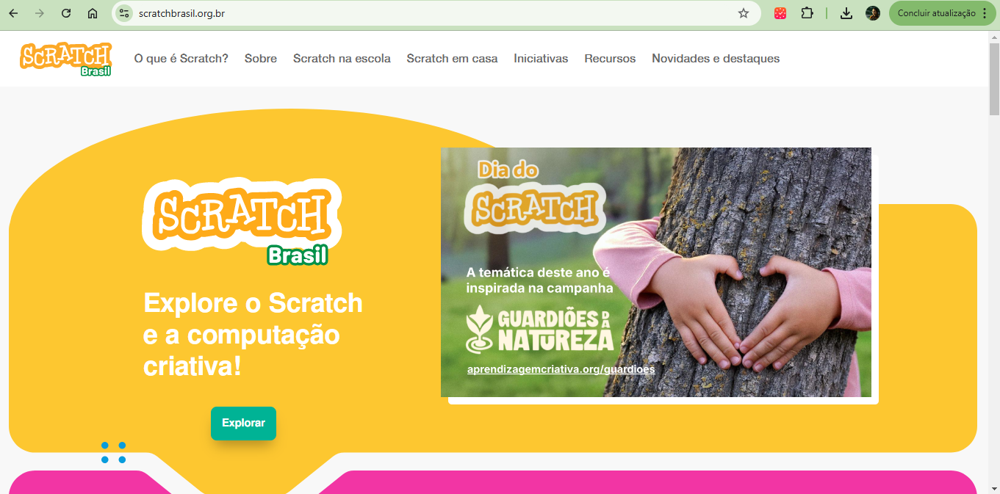 scratchbrasil.org.br
Concluir atualização
SCRATCH
Brasil
O que é Scratch?
Sobre
Scratch na escola
Scratch em casa
Iniciativas
Recursos
Novidades e destaques
SCRATCH
Brasil
Explore o Scratch
e a computação
criativa!
Explorar
Dia do
SCRATCH
A temática deste ano é
inspirada na campanha
GUARDIÕES DA
NATUREZA
aprendizagemcriativa.org/guardioes